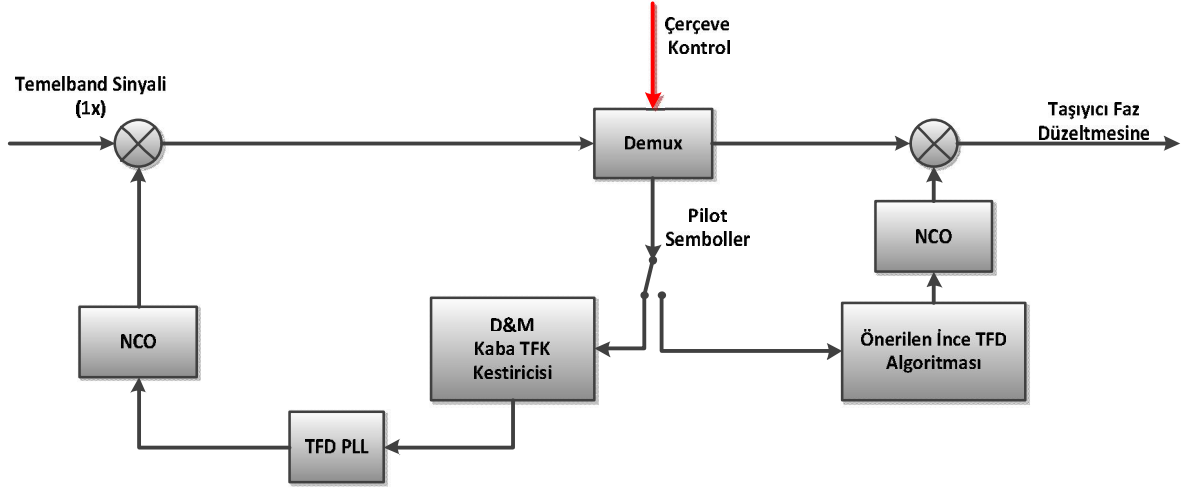 Çerçeve
Kontrol
Temelband Sinyali
(1x)
Demux
Taşıyıcı Faz
Düzeltmesine
Pilot
Semboller
NCO
NCO
D&M
Kaba TFK
Kestiricisi
Önerilen İnce TFD
Algoritması
TFD PLL